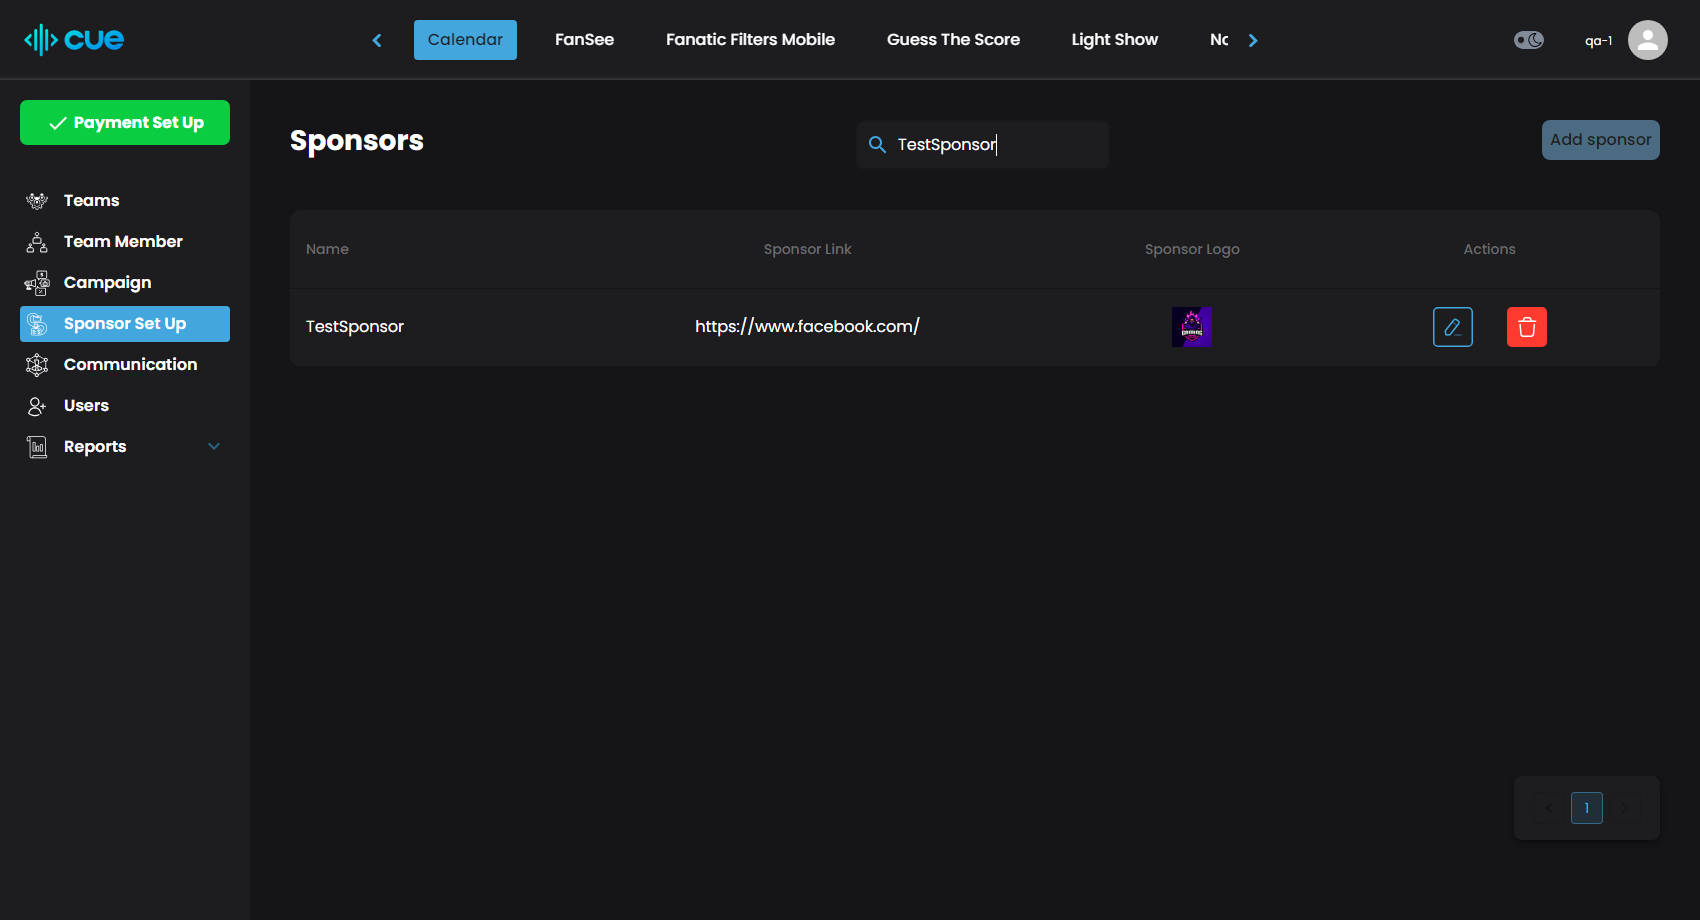 cue
Calendar FanSee Fanatic Filters Mobile Guess The Score Light Show
qa-1
Payment Set Up
Teams
Team Member
Campaign
Sponsor Set Up
Communication
Users
Reports
Sponsors
TestSponsor
Add sponsor
Name Sponsor Link Sponsor Logo Actions
TestSponsor https://www.facebook.com/ GAMING
1